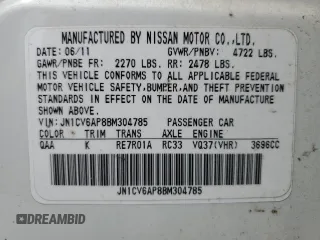 MANUFACTURED BY NISSAN MOTOR CO.,LTD.
DATE: 06/11 GVWR/PNBV: 4722 LBS.
GAWR/PNBE FR: 2270 LBS. RR: 2478 LBS.
THIS VEHICLE CONFORMS TO ALL APPLICABLE FEDERAL
MOTOR VEHICLE SAFETY,BUMPER,AND THEFT PREVENTION
STANDARDS IN EFFECT ON THE DATE OF MANUFACTURE
SHOWN ABOVE.
VIN: JN1CV6AP8BM304785 PASSENGER CAR
COLOR TRIM TRANS AXLE ENGINE
QAA K RE7R01A RC33 VQ37(VHR) 3696CC
JN1CV6AP8BM304785
DREAMBID
IAAI.COM